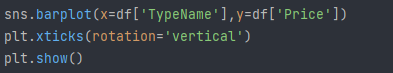 sns.barplot(x=df['TypeName'],y=df['Price'])
plt.xticks(rotation='vertical')
plt.show()